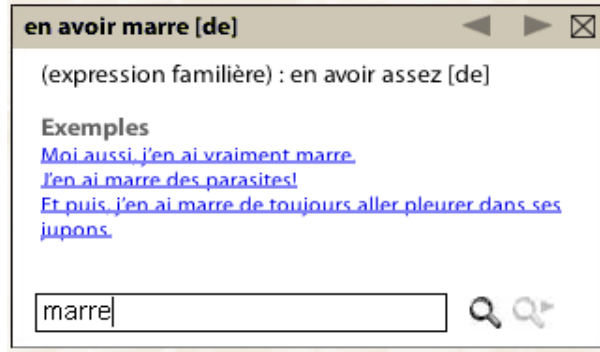 en avoir marre [de]
(expression familière) : en avoir assez [de]
Exemples
Moi aussi, j'en ai vraiment marre.
J'en ai marre des parasites!
Et puis, j'en ai marre de toujours aller pleurer dans ses
jupons.
marre